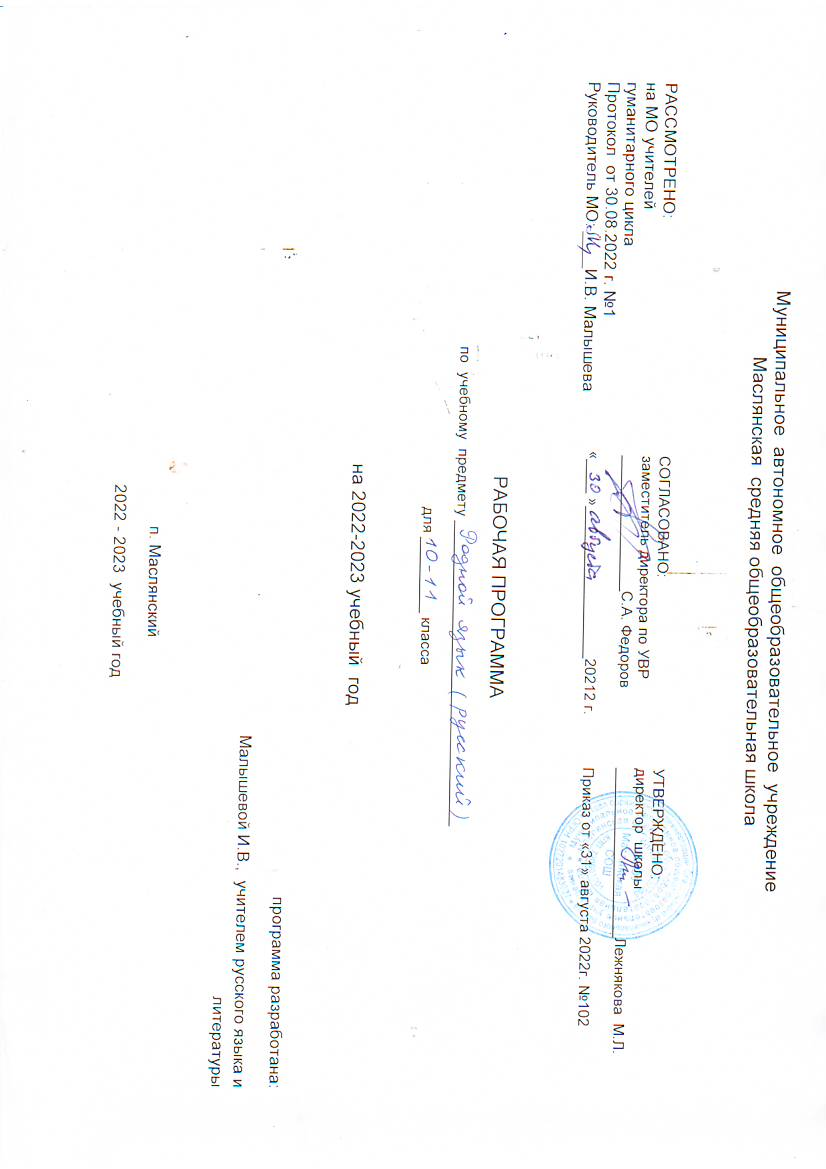 Муниципальное автономное общеобразовательное учреждение
Маслянская средняя общеобразовательная школа
РАССМОТРЕНО:
на МО учителей
гуманитарного цикла
Протокол от 30.08.2022 г. №1
Руководитель МО: И.В. Малышева
СОГЛАСОВАНО:
заместитель директора по УВР
С.А. Федоров
« 30 » августа 20212 г.
УТВЕРЖДЕНО:
директор школы
Лежнякова М.Л.
Приказ от «31» августа 2022г. №102
СОШ
РАБОЧАЯ ПРОГРАММА
по учебному предмету Родной язык (русский)
для 10-11 класса
на 2022-2023 учебный год
программа разработана:
Малышевой И.В., учителем русского языка и
литературы
п. Маслянский
2022 - 2023 учебный год